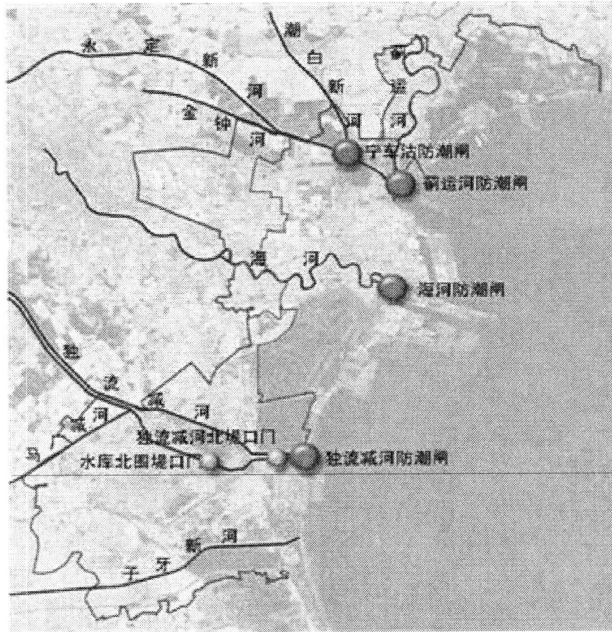 永定新河
潮白新河
蓟运河
金钟河
宁车沽防潮闸
蓟运河防潮闸
海河
海河防潮闸
独流减河
马减河
独流减河北堤口门
水库北围堤口门
独流减河防潮闸
子牙新河